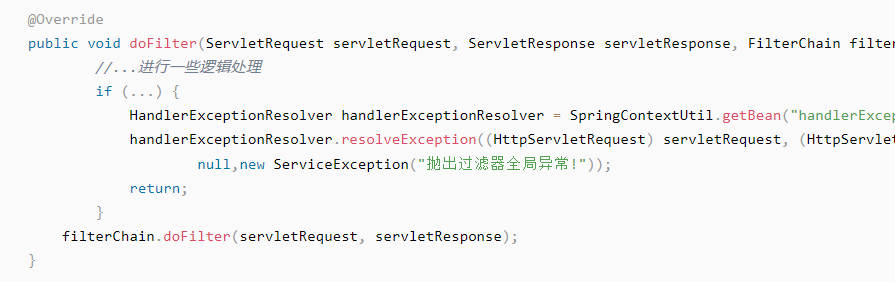 @Override
public void doFilter(ServletRequest servletRequest, ServletResponse servletResponse, FilterChain filter
//...进行一些逻辑处理
if (...) {
HandlerExceptionResolver handlerExceptionResolver = SpringContextUtil.getBean("handlerExcep
handlerExceptionResolver.resolveException((HttpServletRequest) servletRequest, (HttpServlet
null,new ServiceException("抛出过滤器全局异常!"));
return;
}
filterChain.doFilter(servletRequest, servletResponse);
}